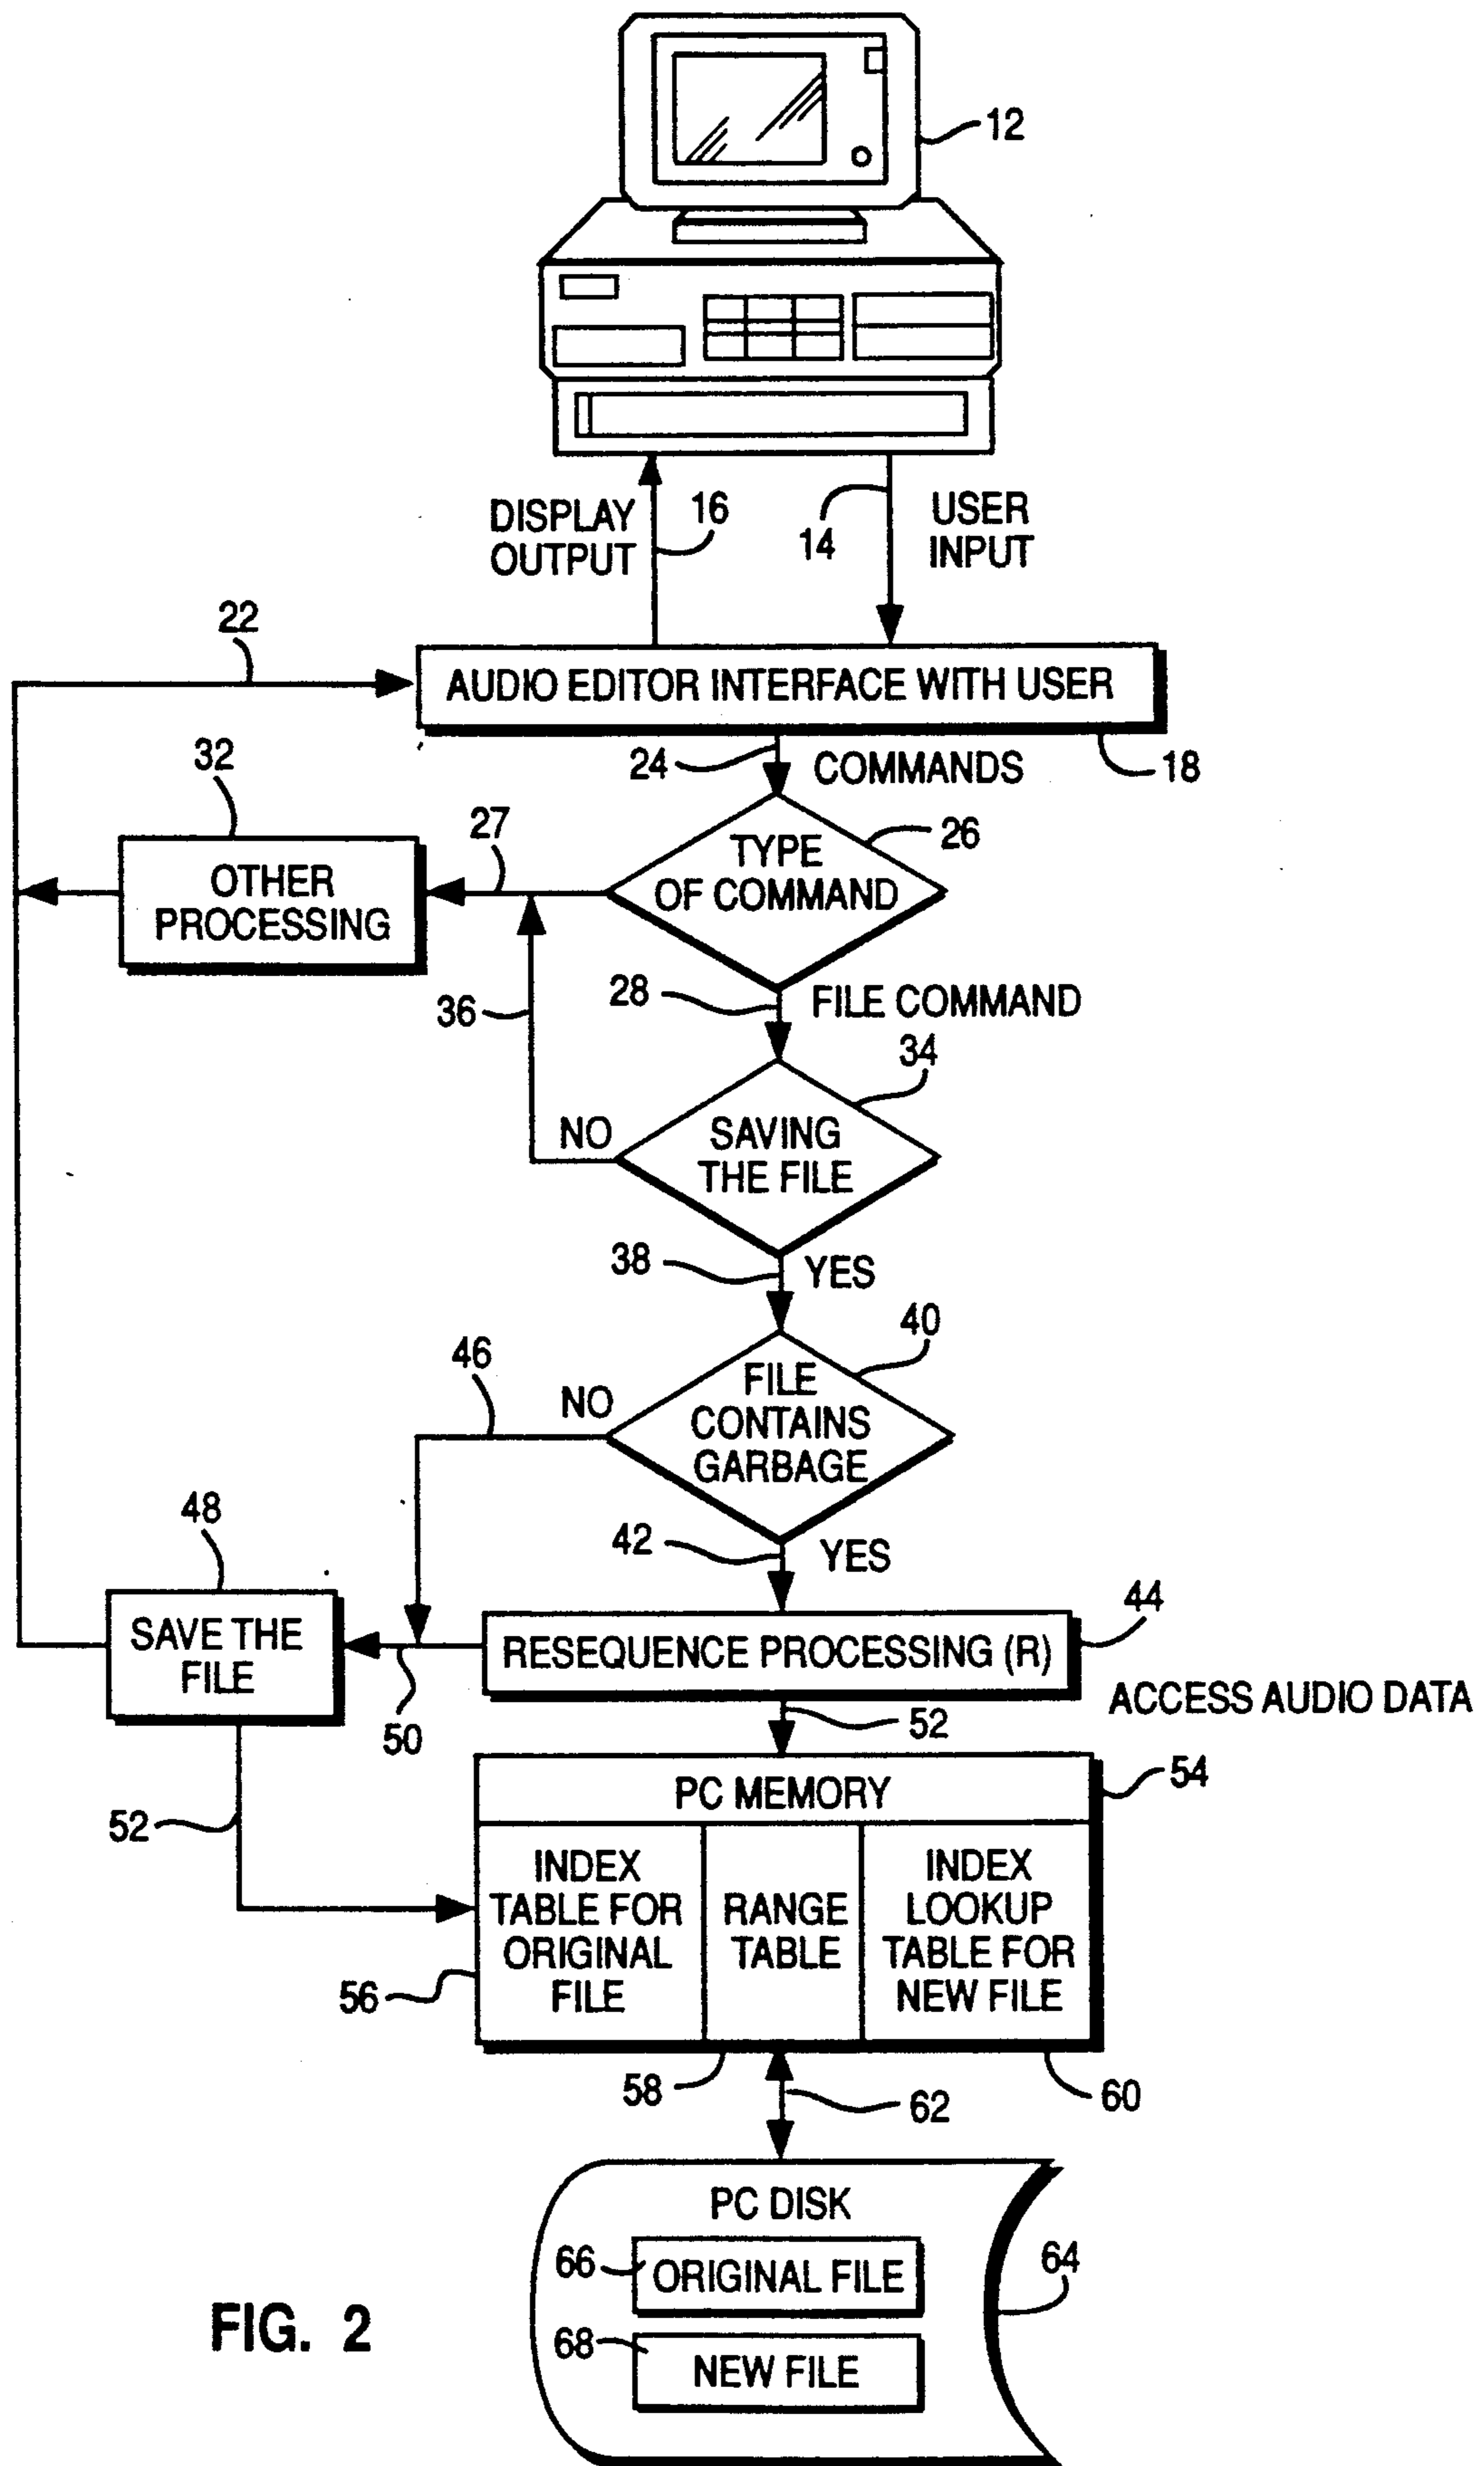 12
DISPLAY
OUTPUT
16
14
USER
INPUT
22
AUDIO EDITOR INTERFACE WITH USER
18
24
COMMANDS
32
27
26
TYPE
OF COMMAND
OTHER
PROCESSING
36
28
FILE COMMAND
34
NO
SAVING
THE FILE
38
YES
40
46
NO
FILE
CONTAINS
GARBAGE
48
42
YES
44
SAVE THE
FILE
RESEQUENCE PROCESSING (R)
50
52
ACCESS AUDIO DATA
54
PC MEMORY
52
INDEX
TABLE FOR
ORIGINAL
FILE
RANGE
TABLE
INDEX
LOOKUP
TABLE FOR
NEW FILE
56
58
62
60
PC DISK
66
ORIGINAL FILE
64
68
NEW FILE
FIG. 2